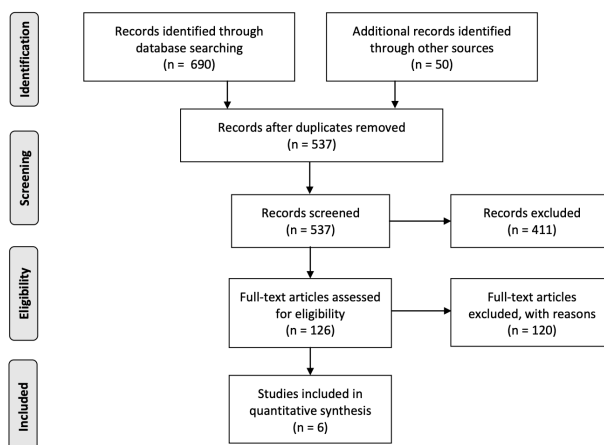 Identification
Records identified through
database searching
(n =  690)
Additional records identified
through other sources
(n = 50)
Records after duplicates removed
(n = 537)
Screening
Records screened
(n = 537)
Records excluded
(n = 411)
Eligibility
Full-text articles assessed
for eligibility
(n = 126)
Full-text articles
excluded, with reasons
(n = 120)
Included
Studies included in
quantitative synthesis
(n = 6)